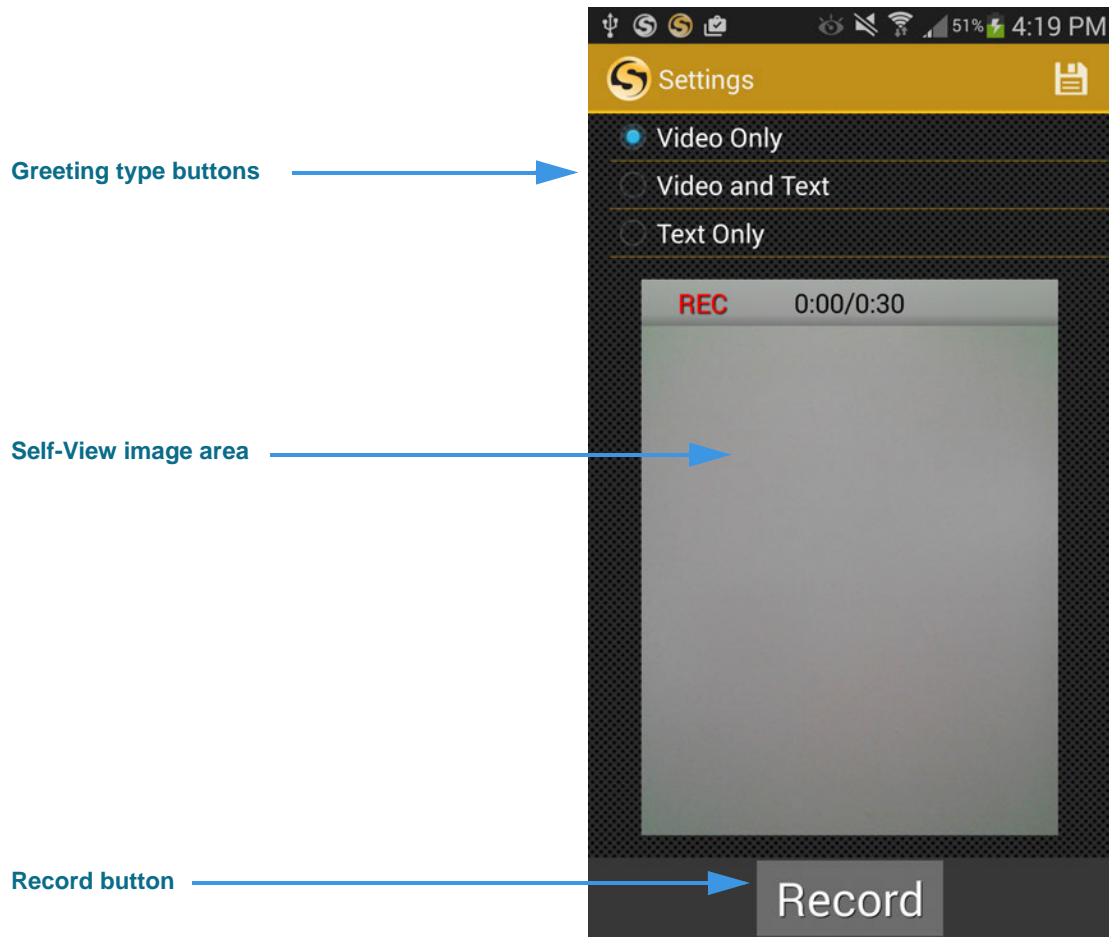 51% 4:19 PM
Settings
Video Only
Greeting type buttons
Video and Text
Text Only
REC 0:00/0:30
Self-View image area
Record button
Record